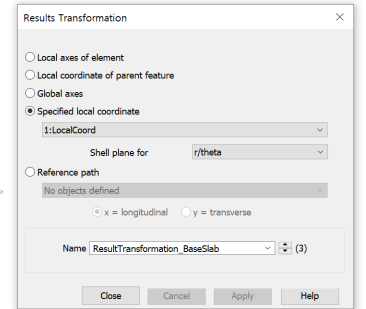 Results Transformation
Local axes of element
Local coordinate of parent feature
Global axes
Specified local coordinate
1:LocalCoord
Shell plane for r/theta
Reference path
No objects defined
x = longitudinal y = transverse
Name ResultTransformation_BaseSlab (3)
Close Cancel Apply Help